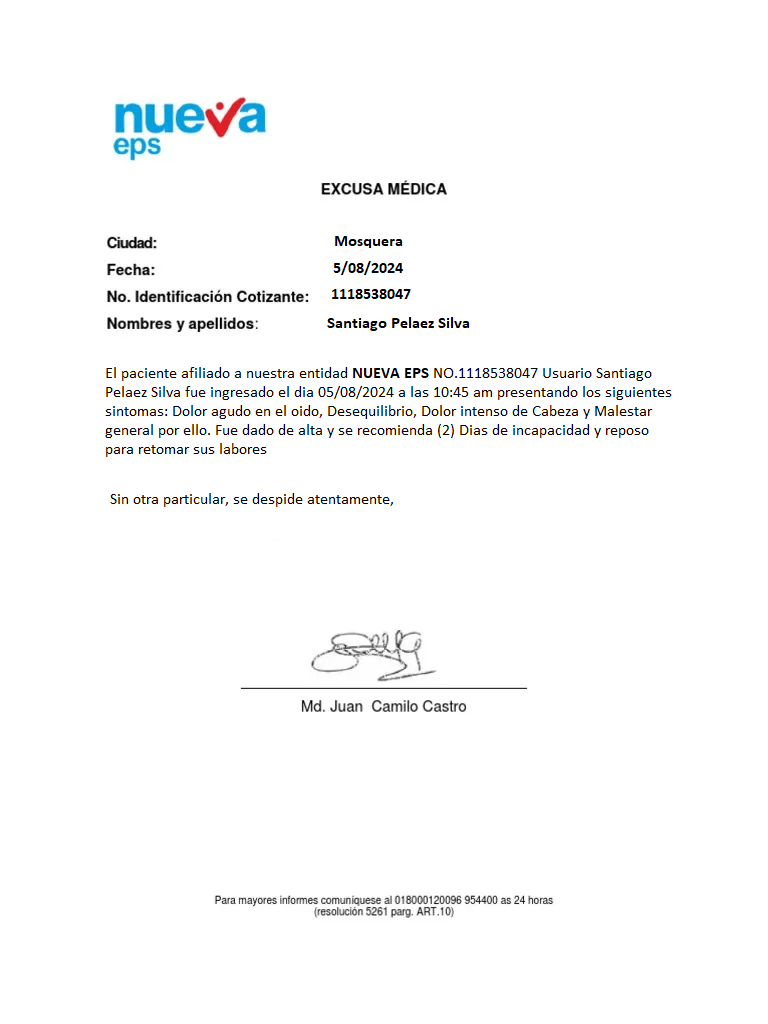 nueva
eps
EXCUSA MÉDICA
Ciudad: Mosquera
Fecha: 5/08/2024
No. Identificación Cotizante: 1118538047
Nombres y apellidos: Santiago Pelaez Silva
El paciente afiliado a nuestra entidad NUEVA EPS NO.1118538047 Usuario Santiago
Pelaez Silva fue ingresado el dia 05/08/2024 a las 10:45 am presentando los siguientes
sintomas: Dolor agudo en el oido, Desequilibrio, Dolor intenso de Cabeza y Malestar
general por ello. Fue dado de alta y se recomienda (2) Dias de incapacidad y reposo
para retomar sus labores
Sin otra particular, se despide atentamente,
Md. Juan Camilo Castro
Para mayores informes comuníquese al 018000120096 954400 as 24 horas
(resolución 5261 parg. ART.10)